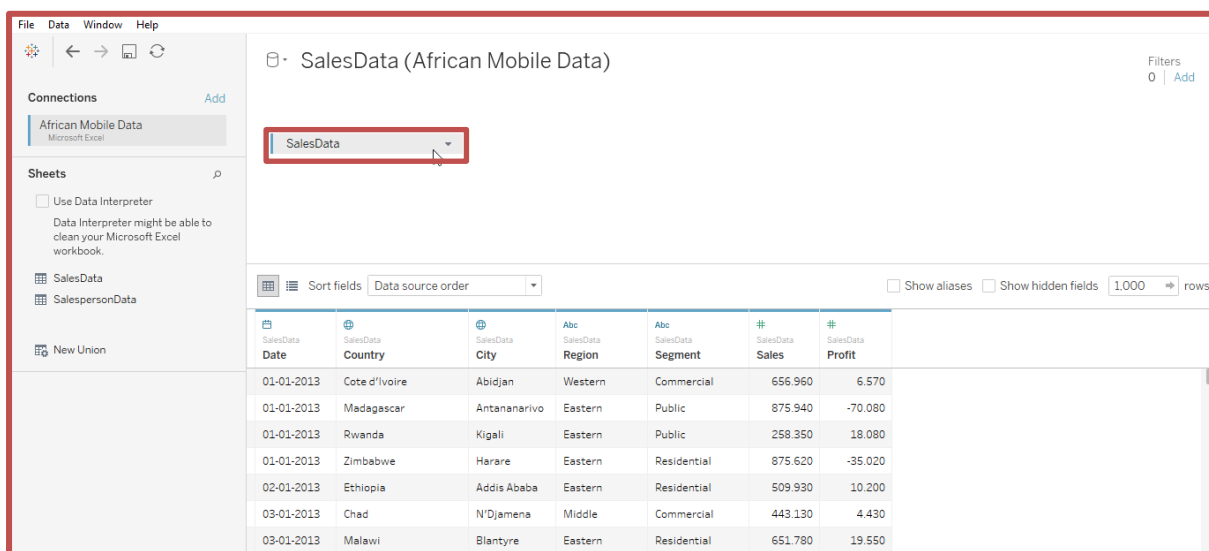 File Data Window Help
SalesData (African Mobile Data)
Filters
0 | Add
Connections Add
African Mobile Data
Microsoft Excel
SalesData
Sheets
Use Data Interpreter
Data Interpreter might be able to
clean your Microsoft Excel
workbook.
SalesData
SalespersonData
New Union
Sort fields Data source order Show aliases Show hidden fields 1,000 rows
Abc Abc # #
SalesData SalesData SalesData SalesData SalesData SalesData SalesData
Date Country City Region Segment Sales Profit
01-01-2013 Cote d'Ivoire Abidjan Western Commercial 656.960 6.570
01-01-2013 Madagascar Antananarivo Eastern Public 875.940 -70.080
01-01-2013 Rwanda Kigali Eastern Public 258.350 18.080
01-01-2013 Zimbabwe Harare Eastern Residential 875.620 -35.020
02-01-2013 Ethiopia Addis Ababa Eastern Residential 509.930 10.200
03-01-2013 Chad N'Djamena Middle Commercial 443.130 4.430
03-01-2013 Malawi Blantyre Eastern Residential 651.780 19.550